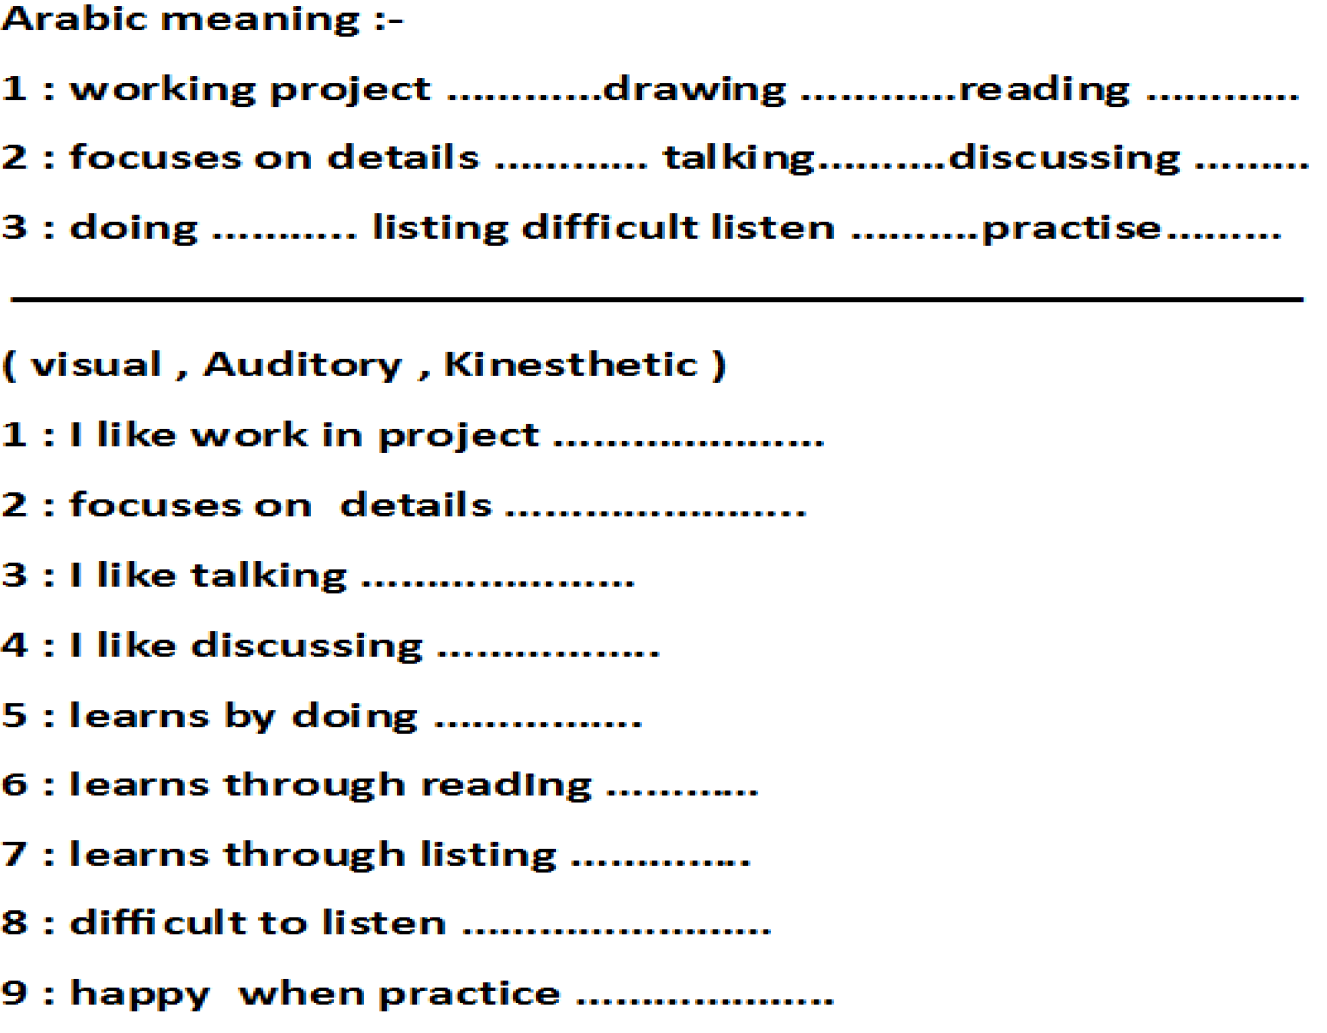 Arabic meaning :-
1 : working project ............drawing ............reading ............
2 : focuses on details ............ talking..........discussing .........
3 : doing ........... listing difficult listen ..........practise.........
( visual , Auditory , Kinesthetic )
1 : I like work in project .....................
2 : focuses on  details .......................
3 : I like talking .....................
4 : I like discussing .................
5 : learns by doing ................
6 : learns through readIng ............
7 : learns through listing ..............
8 : difficult to listen ........................
9 : happy  when practice ....................